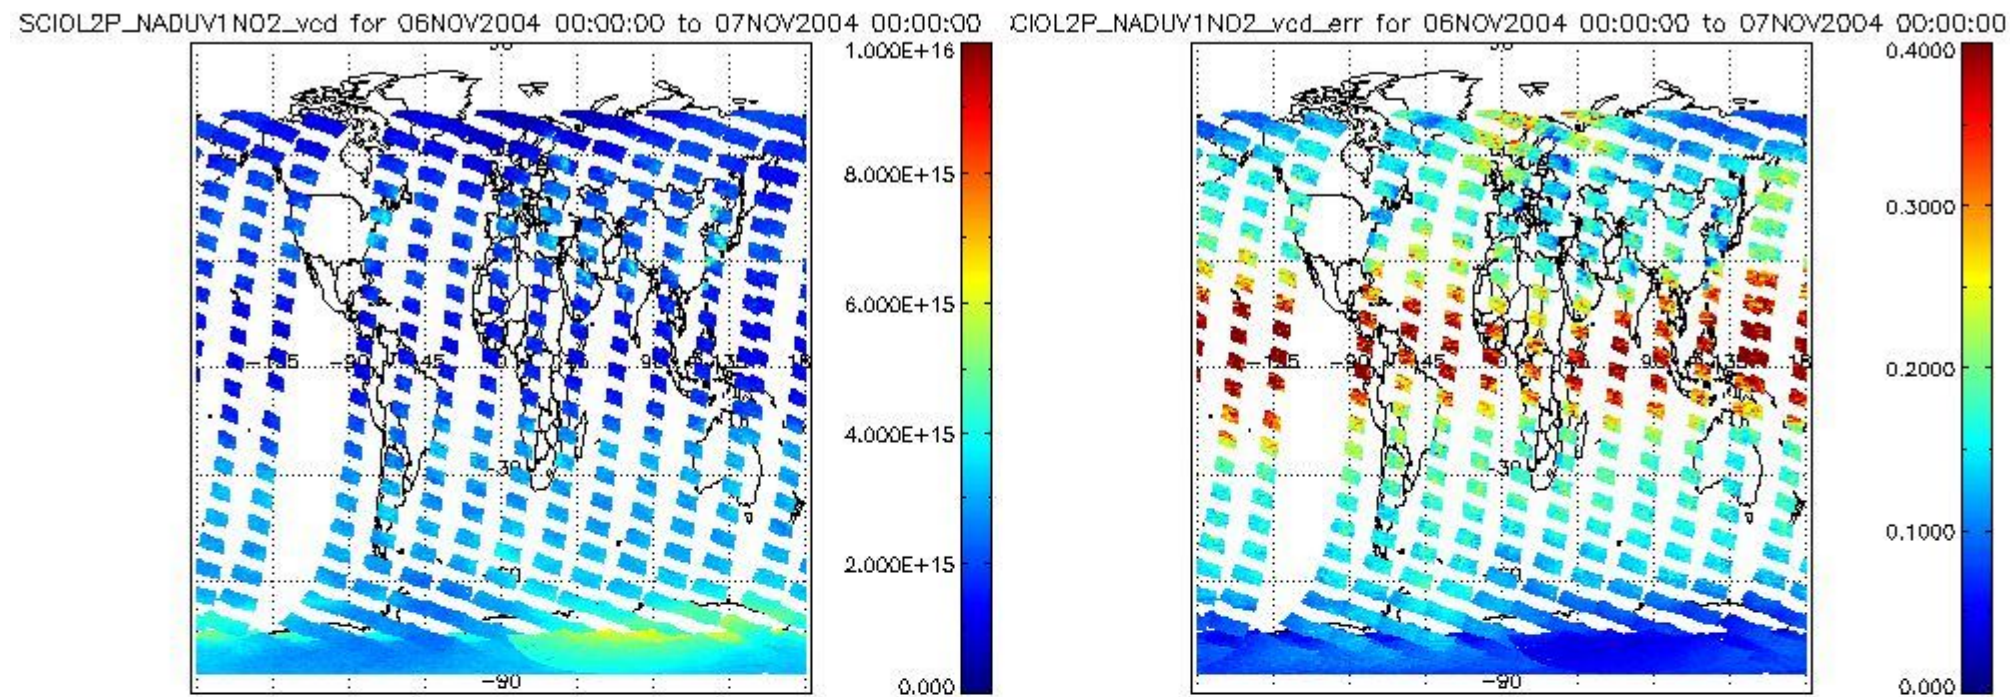 SCIOL2P_NADUV1NO2_vcd for 06NOV2004 00:00:00 to 07NOV2004 00:00:00
CIOL2P_NADUV1NO2_vcd_err for 06NOV2004 00:00:00 to 07NOV2004 00:00:00
1.000E+16
8.000E+15
6.000E+15
4.000E+15
2.000E+15
0.000
-90
45
-30
-90
0.4000
0.3000
0.2000
0.1000
0.000
-90
45
-30
-90